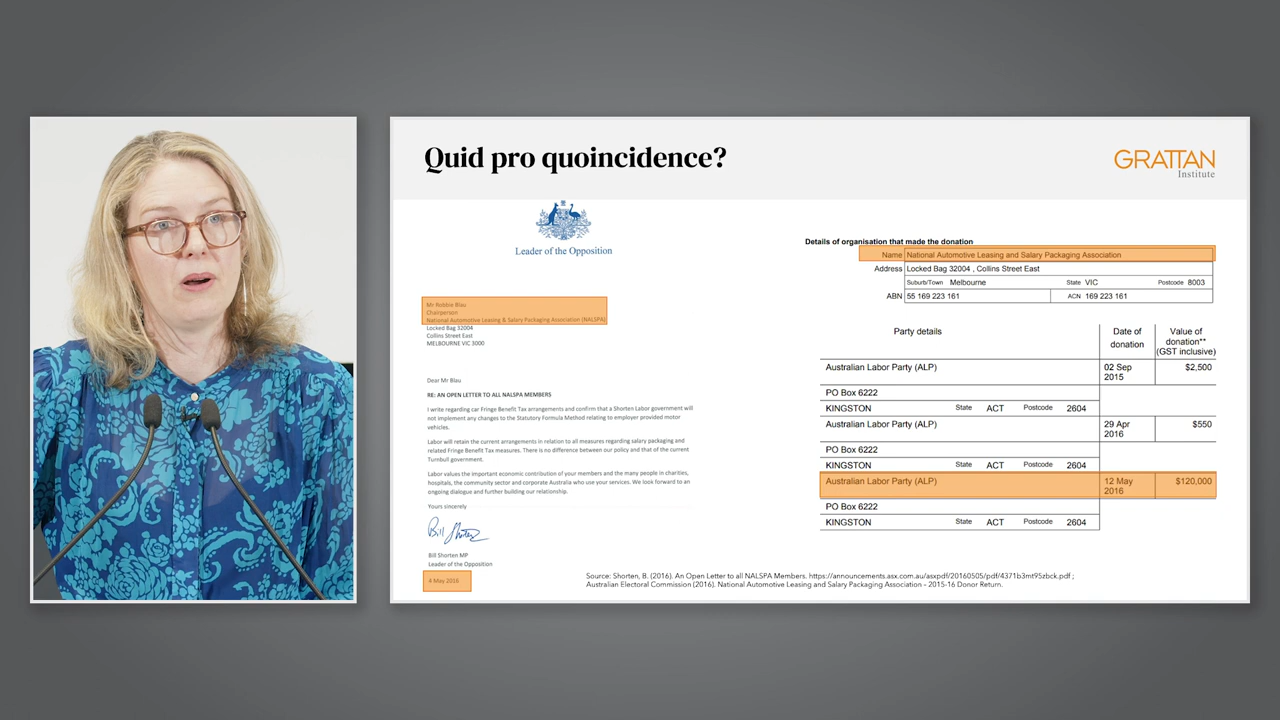 Quid pro quoincidence?
GRATTAN
Institute
Leader of the Opposition
Mr Robbie Blau
Chairperson
National Automotive Leasing & Salary Packaging Association (NALSPA)
Locked Bag 32004
Collins Street East
MELBOURNE VIC 3000
Dear Mr Blau
RE: AN OPEN LETTER TO ALL NALSPA MEMBERS
I write regarding car Fringe Benefit Tax arrangements and confirm that a Shorten Labor government will
not implement any changes to the Statutory Formula Method relating to employer provided motor
vehicles.
Labor will retain the current arrangements in relation to all measures regarding salary packaging and
related Fringe Benefit Tax measures. There is no difference between our policy and that of the current
Turnbull government.
Labor values the important economic contribution of your members and the many people in charities,
hospitals, the community sector and corporate Australia who use your services. We look forward to an
ongoing dialogue and further building our relationship.
Yours sincerely
Bill Shorten
Bill Shorten MP
Leader of the Opposition
4 May 2016
Details of organisation that made the donation
Name National Automotive Leasing and Salary Packaging Association
Address Locked Bag 32004 , Collins Street East
Suburb/Town Melbourne State VIC Postcode 8003
ABN 55 169 223 161 ACN 169 223 161
Party details Date of donation Value of donation** (GST inclusive)
Australian Labor Party (ALP) 02 Sep 2015 $2,500
PO Box 6222
KINGSTON State ACT Postcode 2604
Australian Labor Party (ALP) 29 Apr 2016 $550
PO Box 6222
KINGSTON State ACT Postcode 2604
Australian Labor Party (ALP) 12 May 2016 $120,000
PO Box 6222
KINGSTON State ACT Postcode 2604
Source: Shorten, B. (2016). An Open Letter to all NALSPA Members. https://announcements.asx.com.au/asxpdf/20160505/pdf/4371b3mt95zbck.pdf ;
Australian Electoral Commission (2016). National Automotive Leasing and Salary Packaging Association – 2015-16 Donor Return.